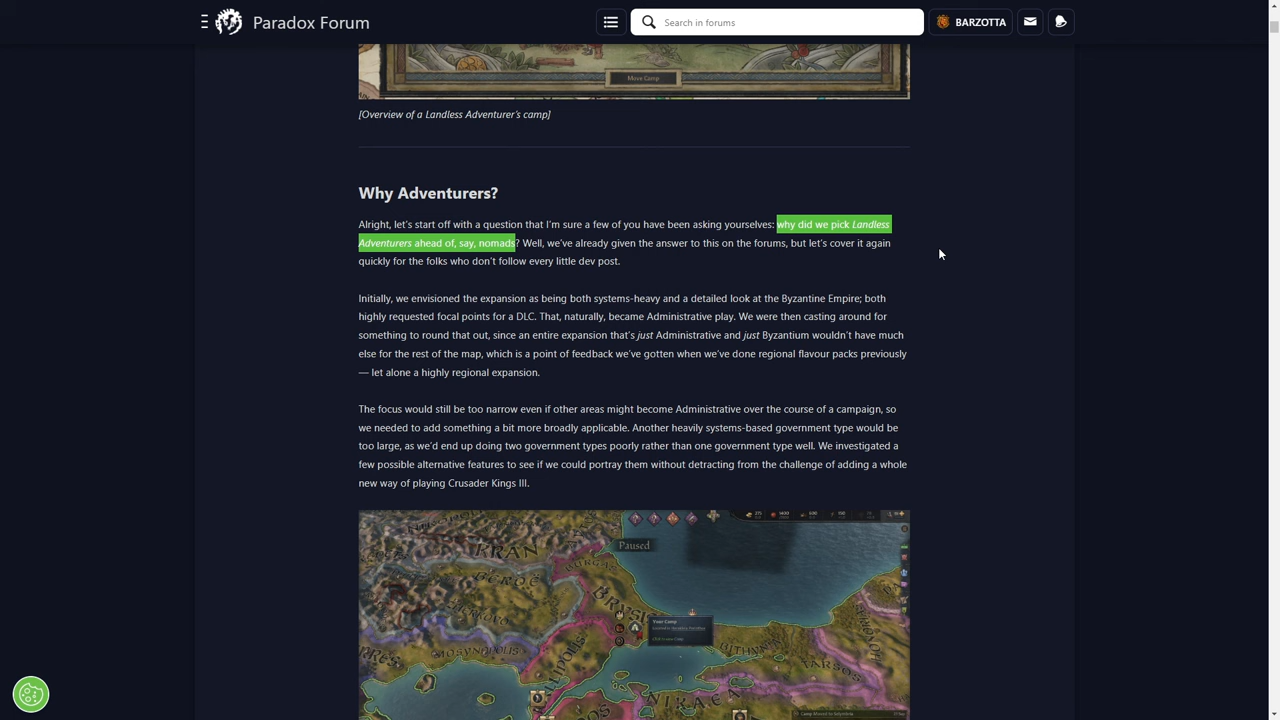 Paradox Forum
Search in forums
BARZOTTA
Move Camp
[Overview of a Landless Adventurer's camp]
Why Adventurers?
Alright, let's start off with a question that I'm sure a few of you have been asking yourselves: why did we pick Landless
Adventurers ahead of, say, nomads? Well, we've already given the answer to this on the forums, but let's cover it again
quickly for the folks who don't follow every little dev post.
Initially, we envisioned the expansion as being both systems-heavy and a detailed look at the Byzantine Empire; both
highly requested focal points for a DLC. That, naturally, became Administrative play. We were then casting around for
something to round that out, since an entire expansion that's just Administrative and just Byzantium wouldn't have much
else for the rest of the map, which is a point of feedback we've gotten when we've done regional flavour packs previously
— let alone a highly regional expansion.
The focus would still be too narrow even if other areas might become Administrative over the course of a campaign, so
we needed to add something a bit more broadly applicable. Another heavily systems-based government type would be
too large, as we'd end up doing two government types poorly rather than one government type well. We investigated a
few possible alternative features to see if we could portray them without detracting from the challenge of adding a whole
new way of playing Crusader Kings III.
Paused
Your Camp